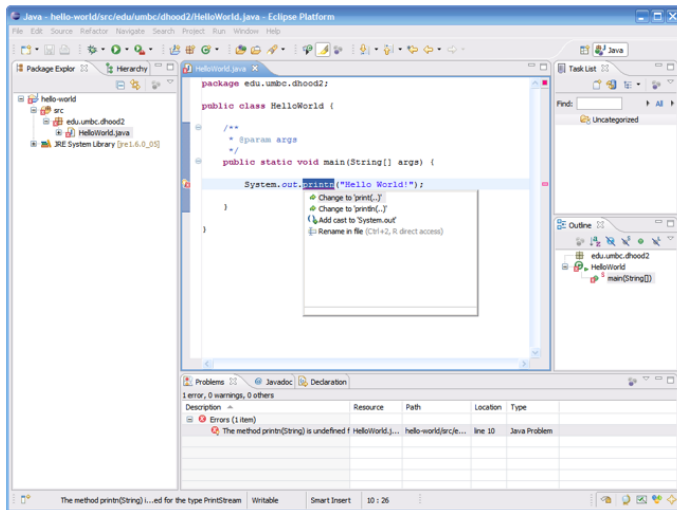 Java - hello-world/src/edu/umbc/dhood2/HelloWorld.java - Eclipse Platform
File Edit Source Refactor Navigate Search Project Run Window Help
Java
Package Explor
Hierarchy
hello-world
src
edu.umbc.dhood2
HelloWorld.java
JRE System Library [jre1.6.0_05]
HelloWorld.java
package edu.umbc.dhood2;
public class HelloWorld {
/**
* @param args
*/
public static void main(String[] args) {
System.out.printn("Hello World!");
}
}
Change to 'print(..)'
Change to 'println(..)'
Add cast to 'System.out'
Rename in file (Ctrl+2, R direct access)
Task List
Find:
All
Uncategorized
Outline
edu.umbc.dhood2
HelloWorld
S
main(String[])
Problems
Javadoc
Declaration
1 error, 0 warnings, 0 others
Description Resource Path Location Type
Errors (1 item)
The method printn(String) is undefined f HelloWorld.j... hello-world/src/e... line 10 Java Problem
The method printn(String) i...ed for the type PrintStream Writable Smart Insert 10 : 26